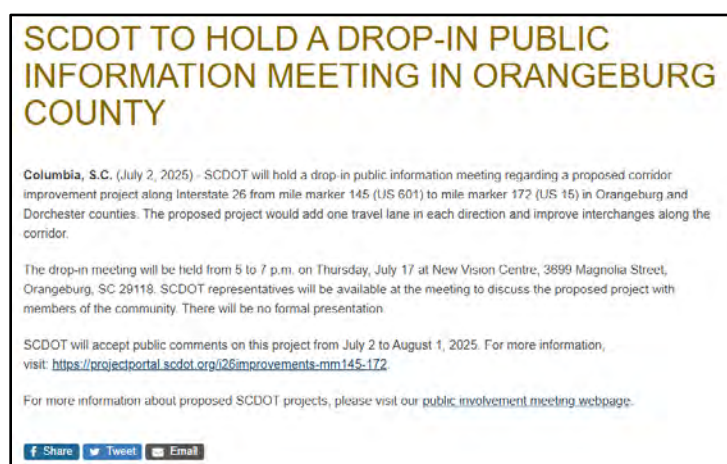 SCDOT TO HOLD A DROP-IN PUBLIC
INFORMATION MEETING IN ORANGEBURG
COUNTY
Columbia, S.C. (July 2, 2025) - SCDOT will hold a drop-in public information meeting regarding a proposed corridor
improvement project along Interstate 26 from mile marker 145 (US 601) to mile marker 172 (US 15) in Orangeburg and
Dorchester counties. The proposed project would add one travel lane in each direction and improve interchanges along the
corridor.
The drop-in meeting will be held from 5 to 7 p.m. on Thursday, July 17 at New Vision Centre, 3699 Magnolia Street,
Orangeburg, SC 29118. SCDOT representatives will be available at the meeting to discuss the proposed project with
members of the community. There will be no formal presentation.
SCDOT will accept public comments on this project from July 2 to August 1, 2025. For more information,
visit: https://projectportal.scdot.org/i26improvements-mm145-172.
For more information about proposed SCDOT projects, please visit our public involvement meeting webpage.
Share Tweet Email